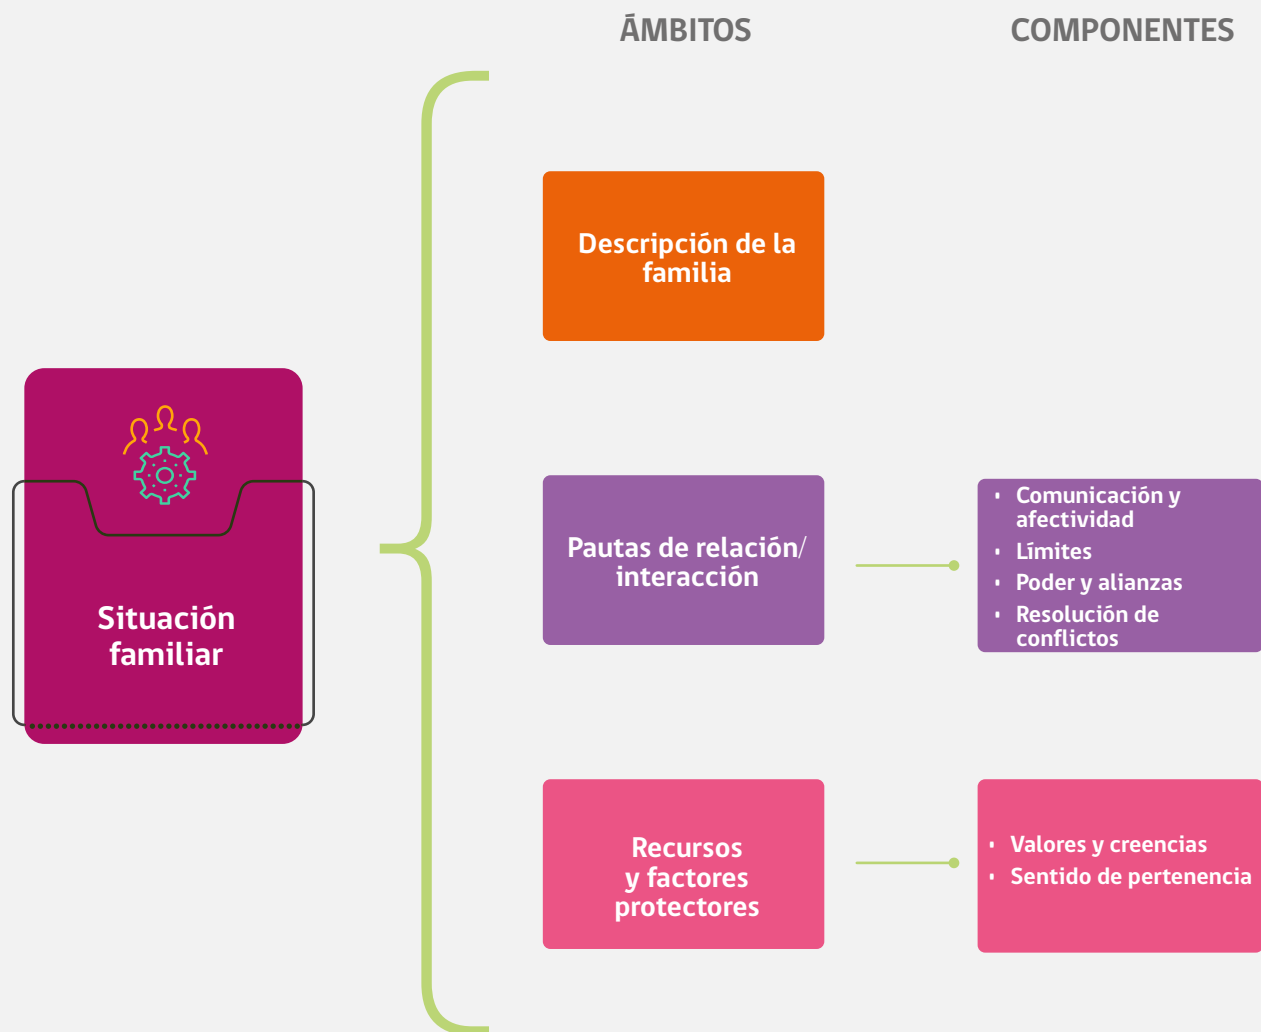 ÁMBITOS
COMPONENTES
Descripción de la
familia
Situación
familiar
Pautas de relación/
interacción
· Comunicación y
afectividad
· Límites
· Poder y alianzas
· Resolución de
conflictos
Recursos
y factores
protectores
· Valores y creencias
· Sentido de pertenencia